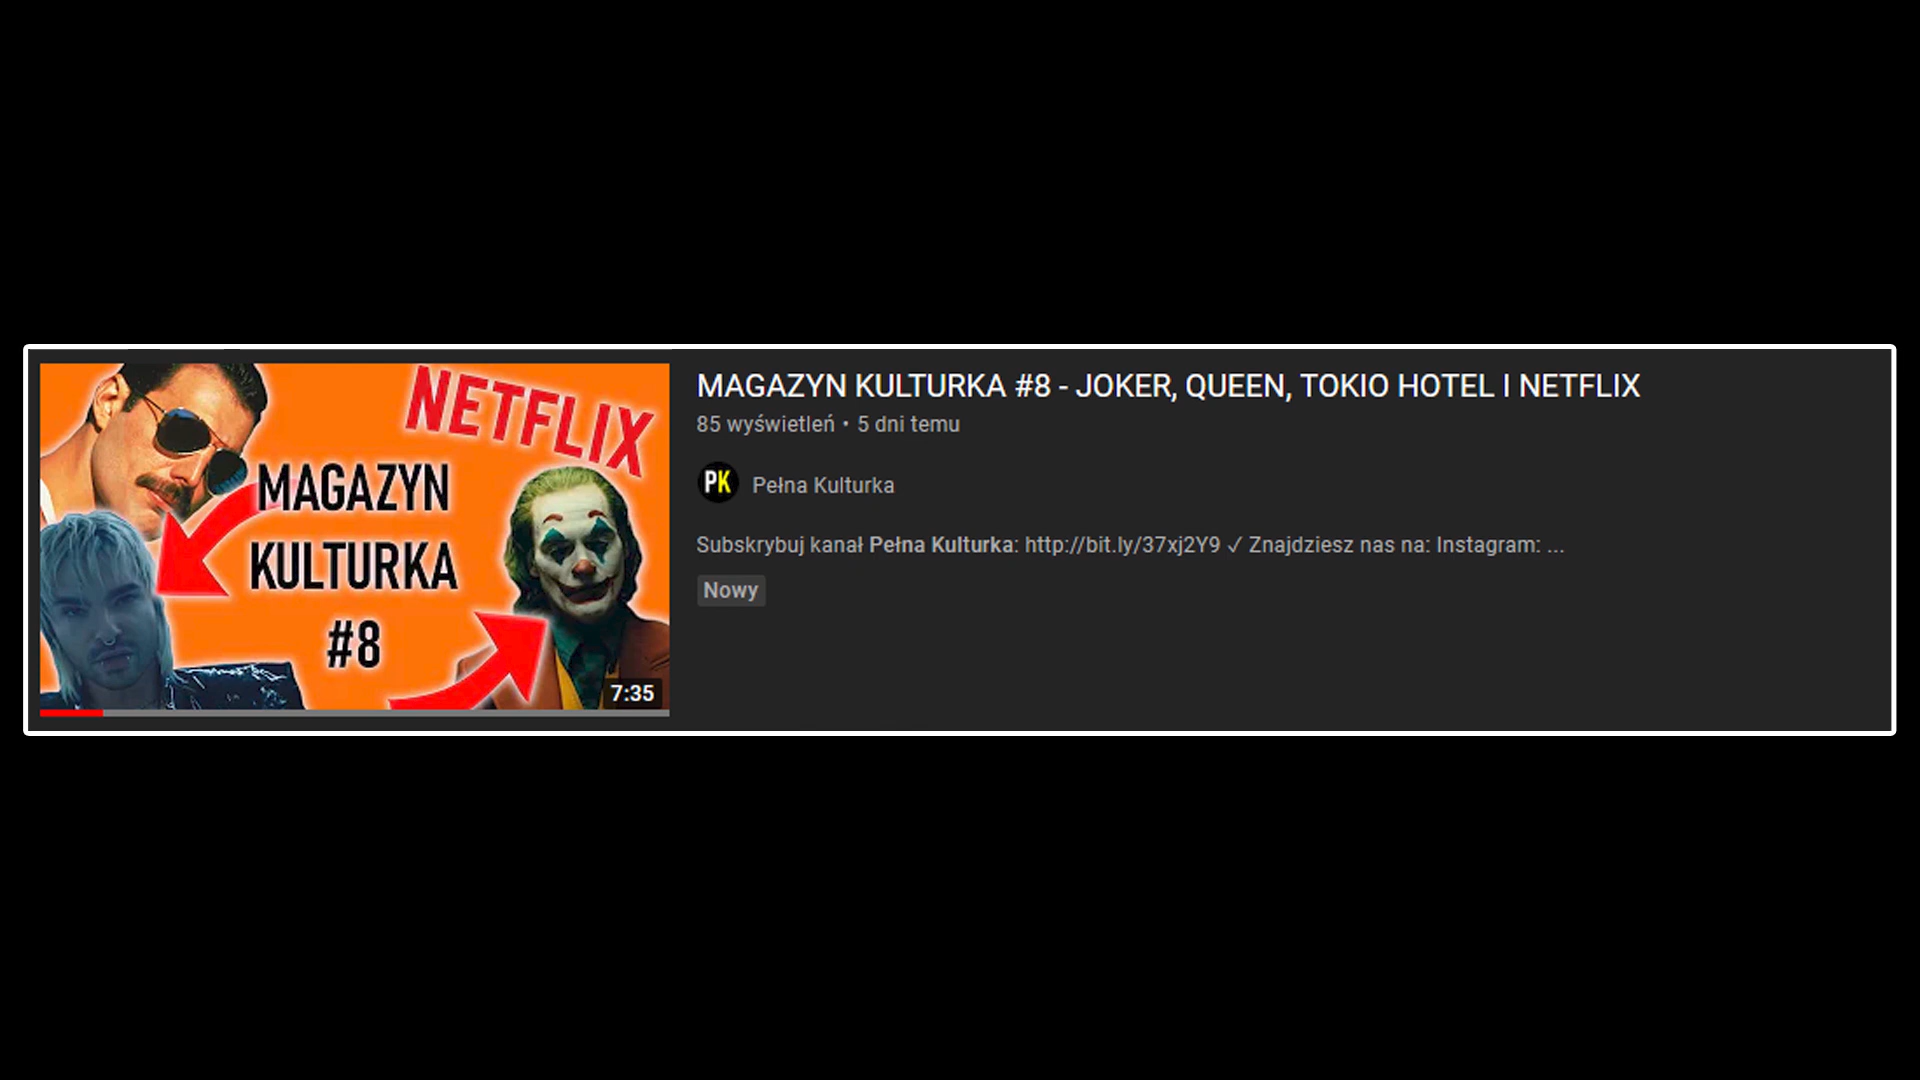 NETFLIX
MAGAZYN
KULTURKA
#8
7:35
MAGAZYN KULTURKA #8 - JOKER, QUEEN, TOKIO HOTEL I NETFLIX
85 wyświetleń • 5 dni temu
PK Pełna Kulturka
Subskrybuj kanał Pełna Kulturka: http://bit.ly/37xj2Y9 ✓ Znajdziesz nas na: Instagram: ...
Nowy